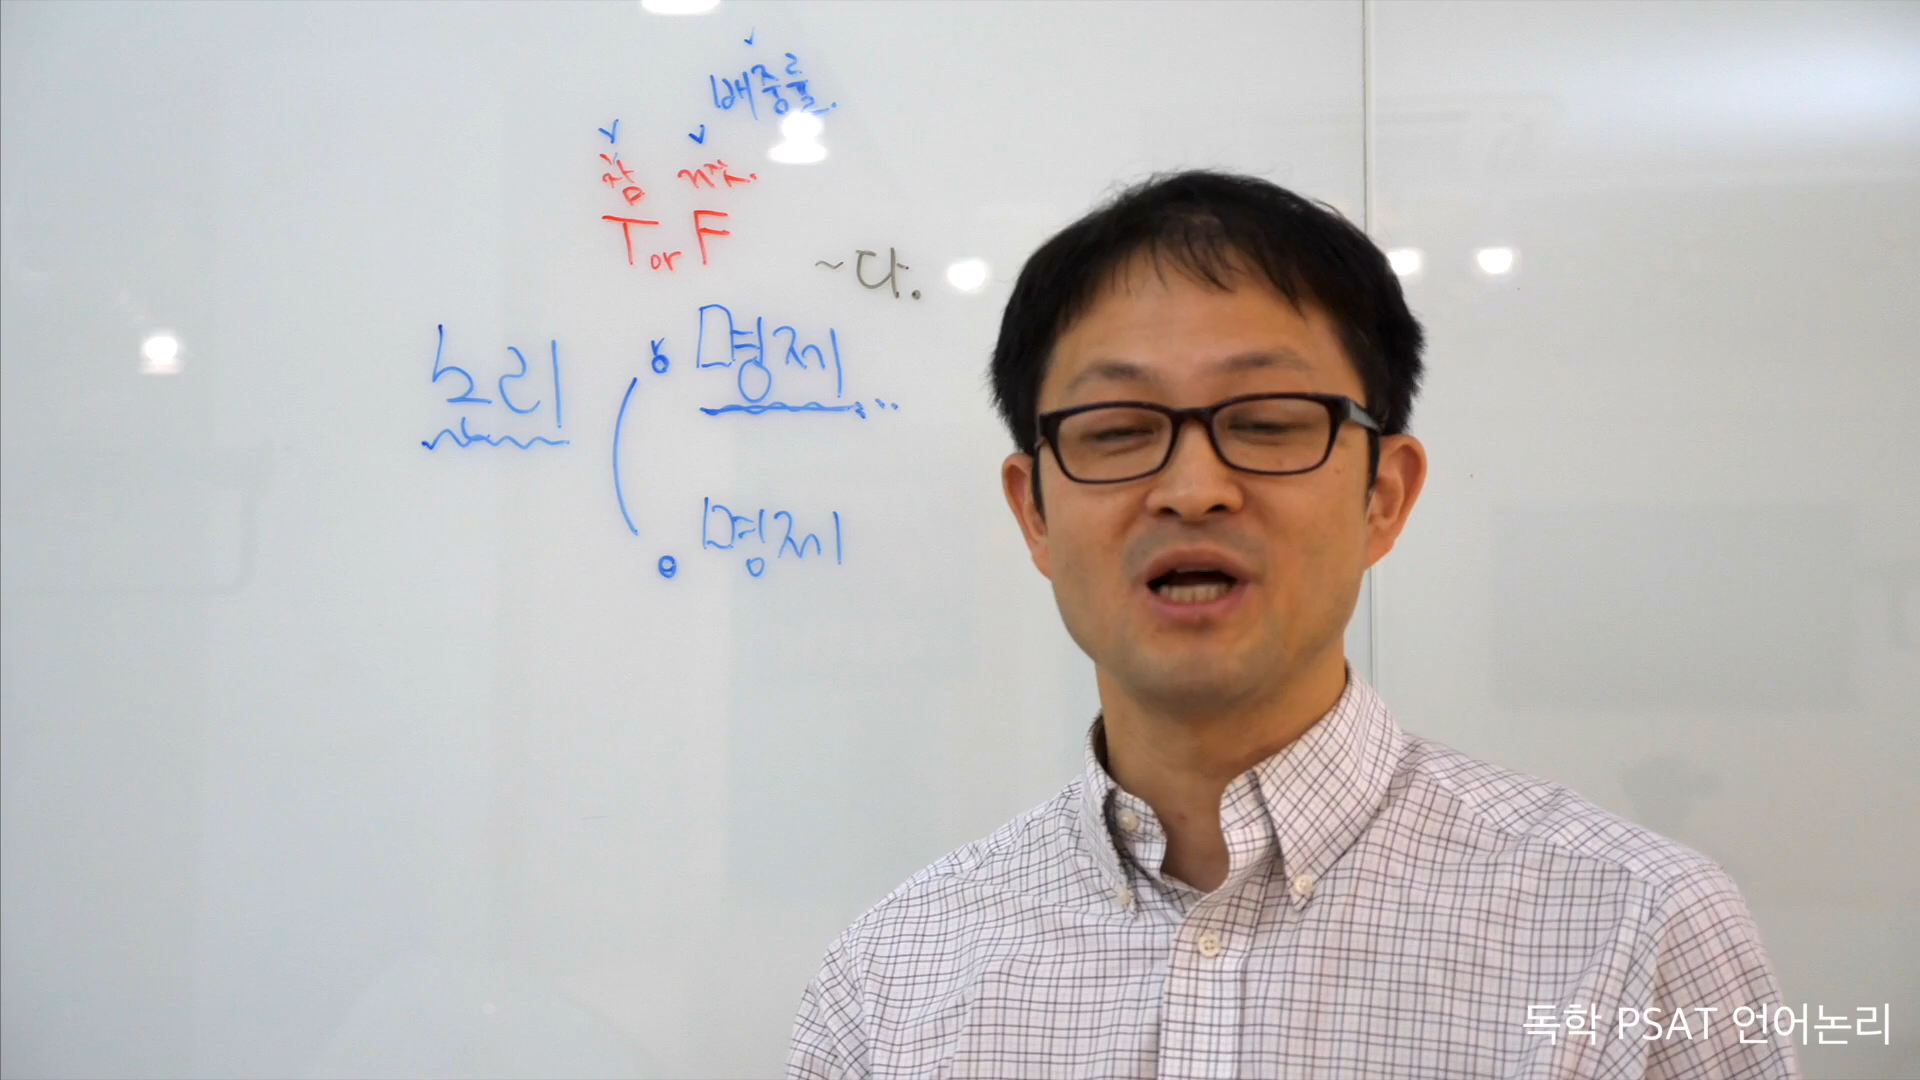 배중률.
참 거짓.
T or F
~다.
논리
명제
명제
독학 PSAT 언어논리